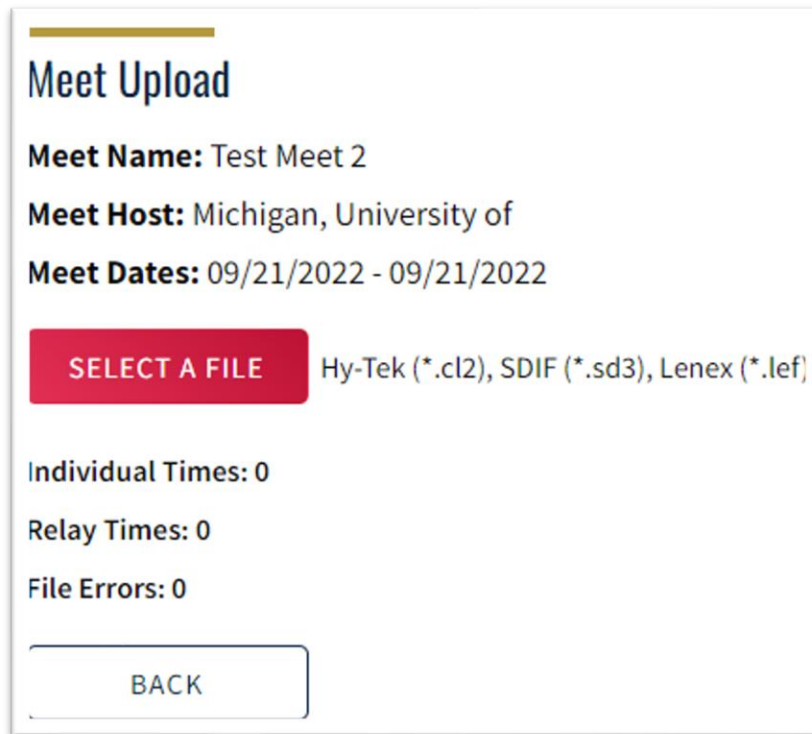 Meet Upload
Meet Name: Test Meet 2
Meet Host: Michigan, University of
Meet Dates: 09/21/2022 - 09/21/2022
SELECT A FILE Hy-Tek (*.cl2), SDIF (*.sd3), Lenex (*.lef)
Individual Times: 0
Relay Times: 0
File Errors: 0
BACK